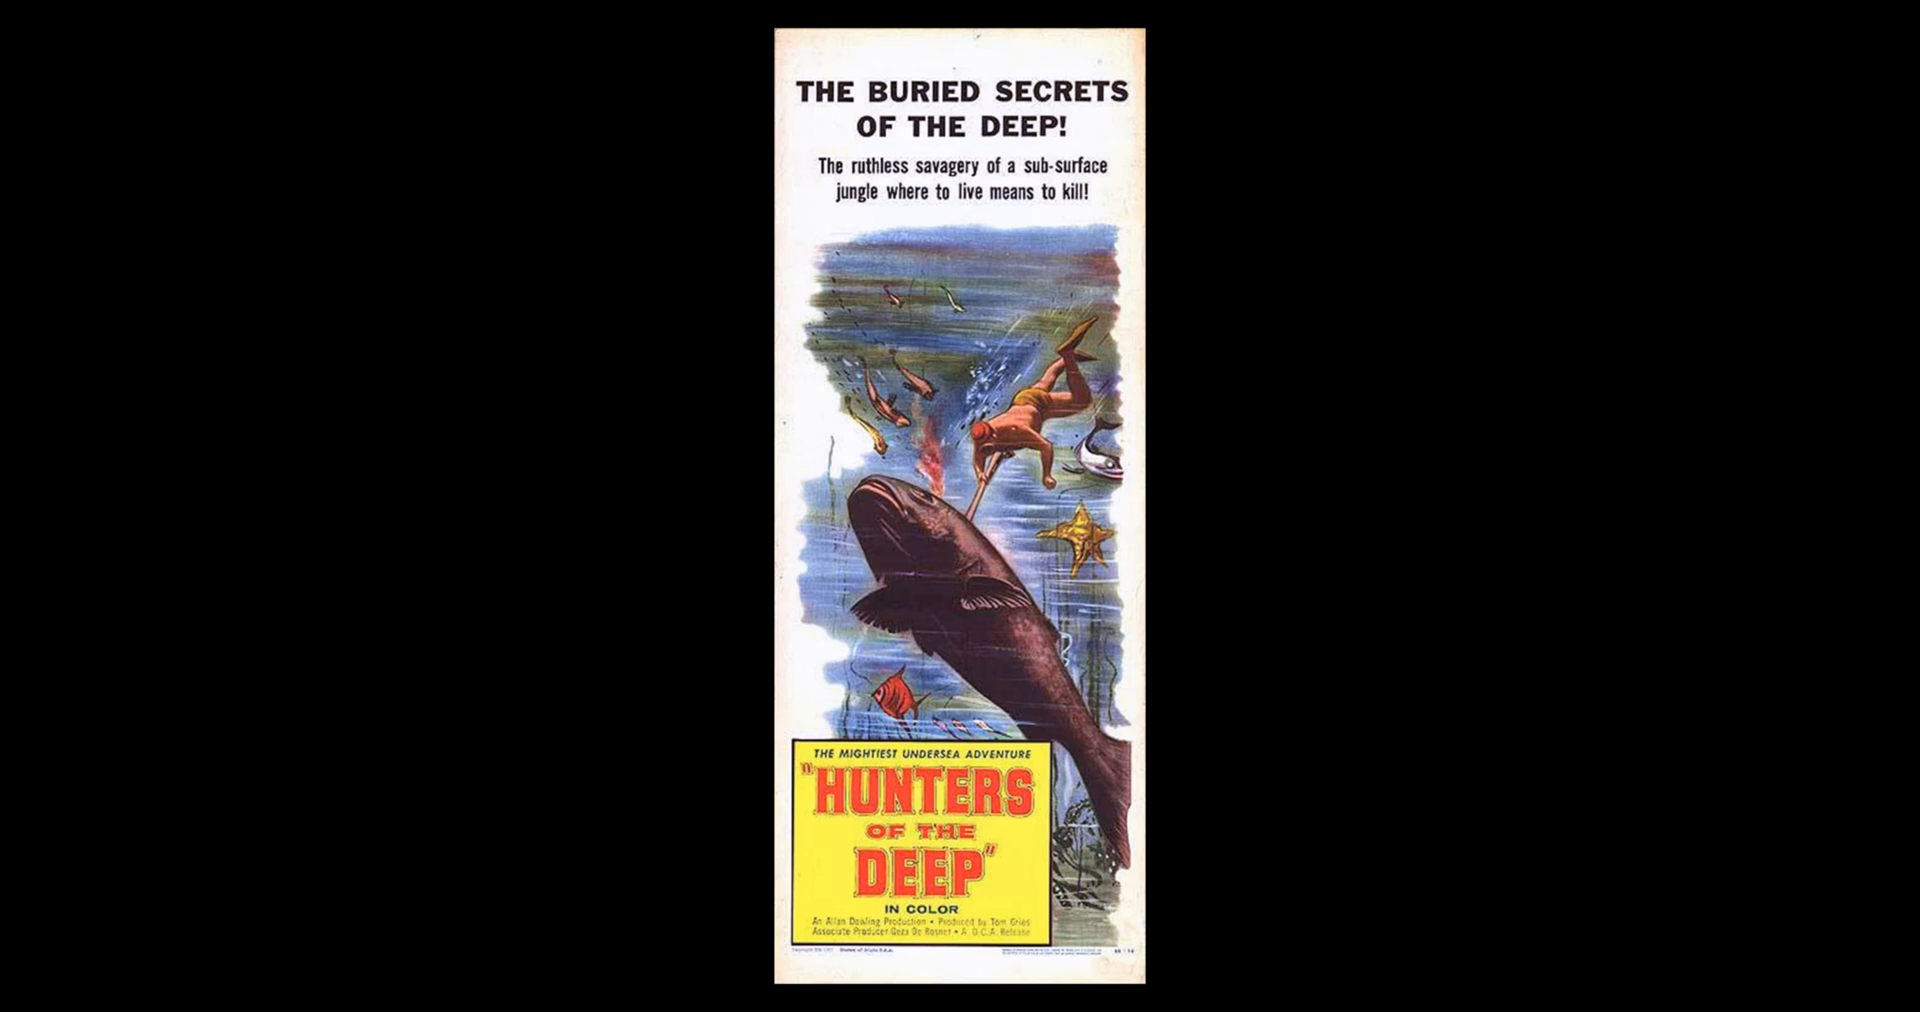 THE BURIED SECRETS
OF THE DEEP!
The ruthless savagery of a sub-surface
jungle where to live means to kill!
THE MIGHTIEST UNDERSEA ADVENTURE
"HUNTERS
OF THE
DEEP"
IN COLOR
An Allan Dowling Production • Produced by Tom Gries
Associate Producer Geza De Rosner • A D.C.A. Release